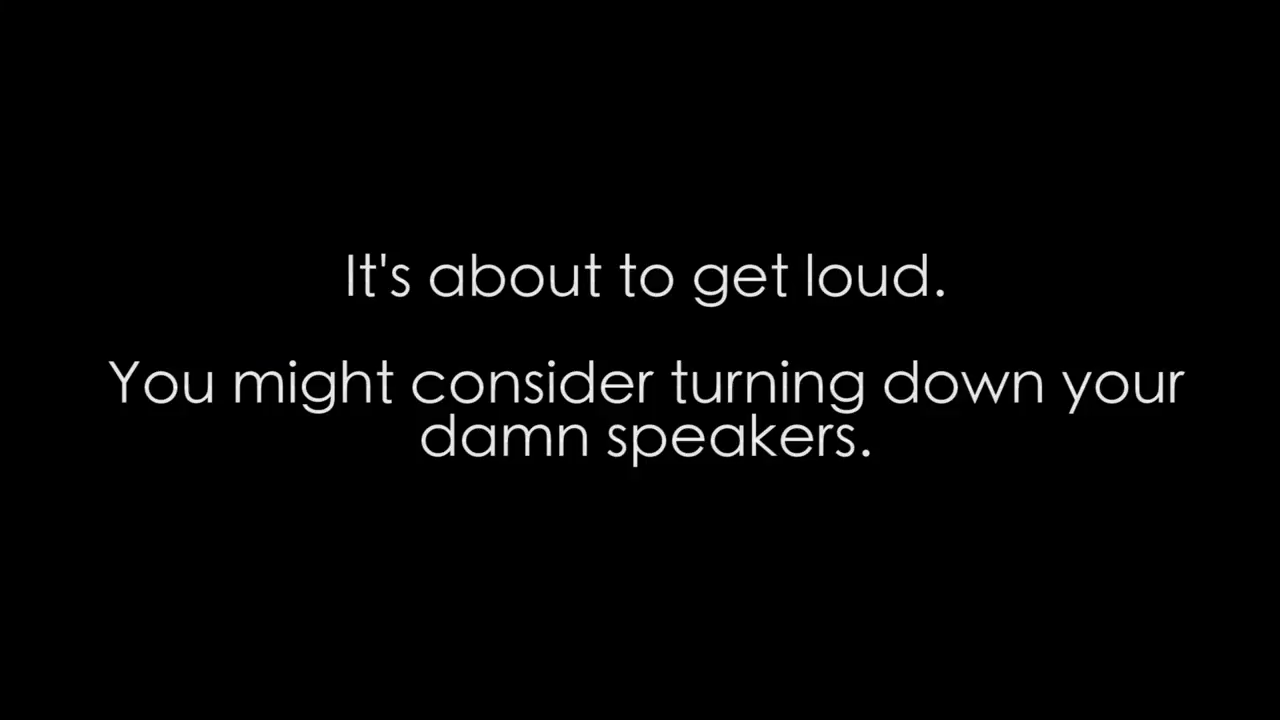 It's about to get loud.
You might consider turning down your
damn speakers.